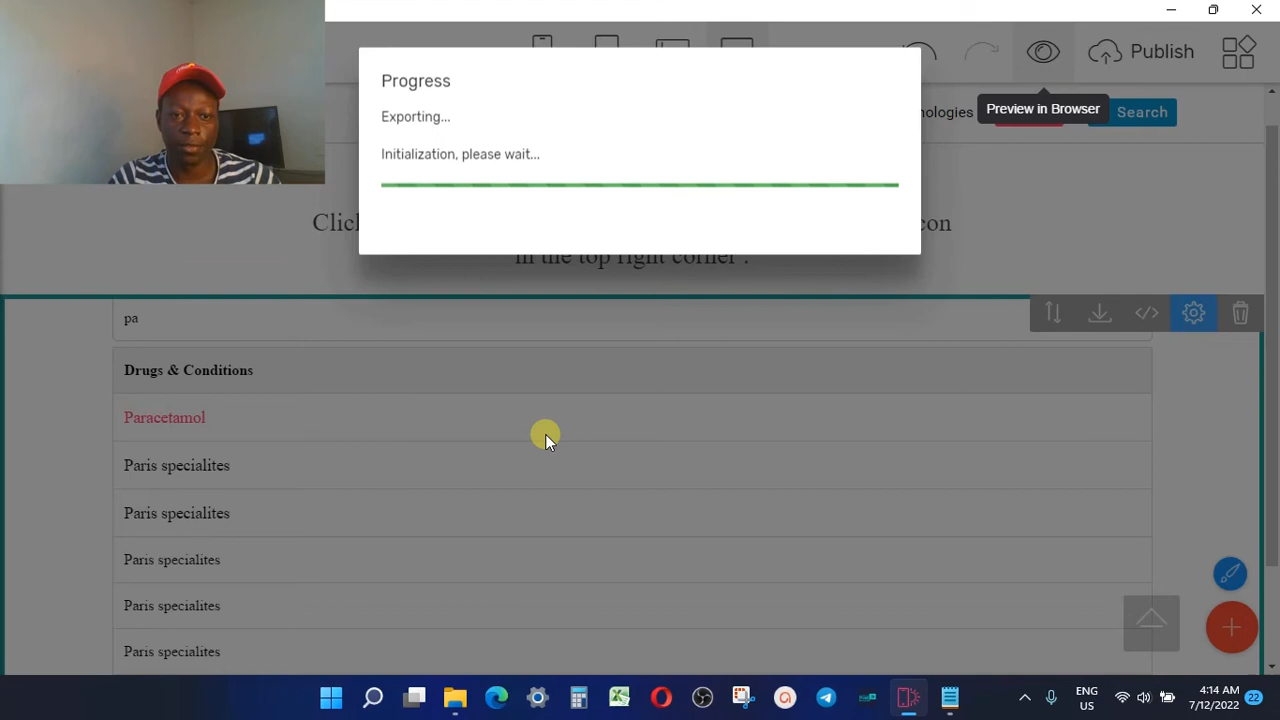 Progress
Exporting...
Initialization, please wait...
Publish
Preview in Browser
nologies
Search
Clic
con
in the top right corner .
pa
Drugs & Conditions
Paracetamol
Paris specialites
Paris specialites
Paris specialites
Paris specialites
Paris specialites
ENG
US
4:14 AM
7/12/2022
22